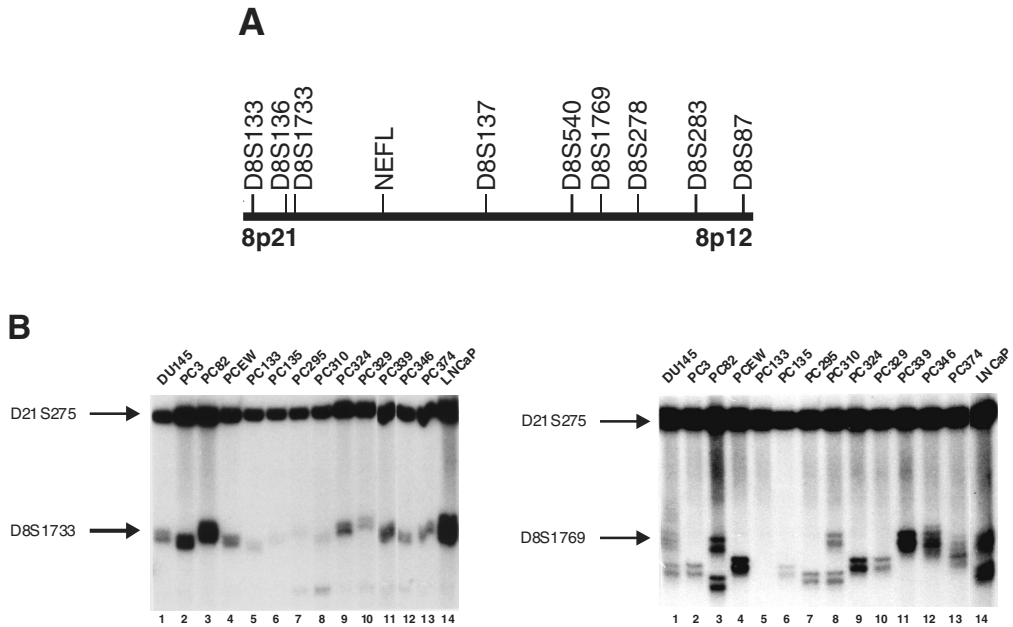 A
D8S133 D8S136 D8S1733 NEFL D8S137 D8S540 D8S1769 D8S278 D8S283 D8S87
8p21 8p12
B
DU145 PC3 PC82 PCEW PC133 PC135 PC295 PC310 PC324 PC329 PC339 PC346 PC374 LNCaP
D21S275
D8S1733
1 2 3 4 5 6 7 8 9 10 11 12 13 14
DU145 PC3 PC82 PCEW PC133 PC135 PC295 PC310 PC324 PC329 PC339 PC346 PC374 LNCaP
D21S275
D8S1769
1 2 3 4 5 6 7 8 9 10 11 12 13 14